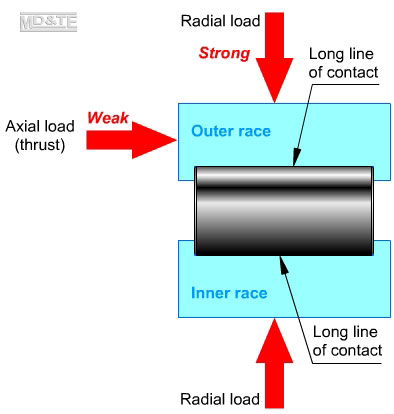 MD&TE
Radial load
Strong
Long line
of contact
Weak
Axial load
(thrust)
Outer race
Inner race
Long line
of contact
Radial load